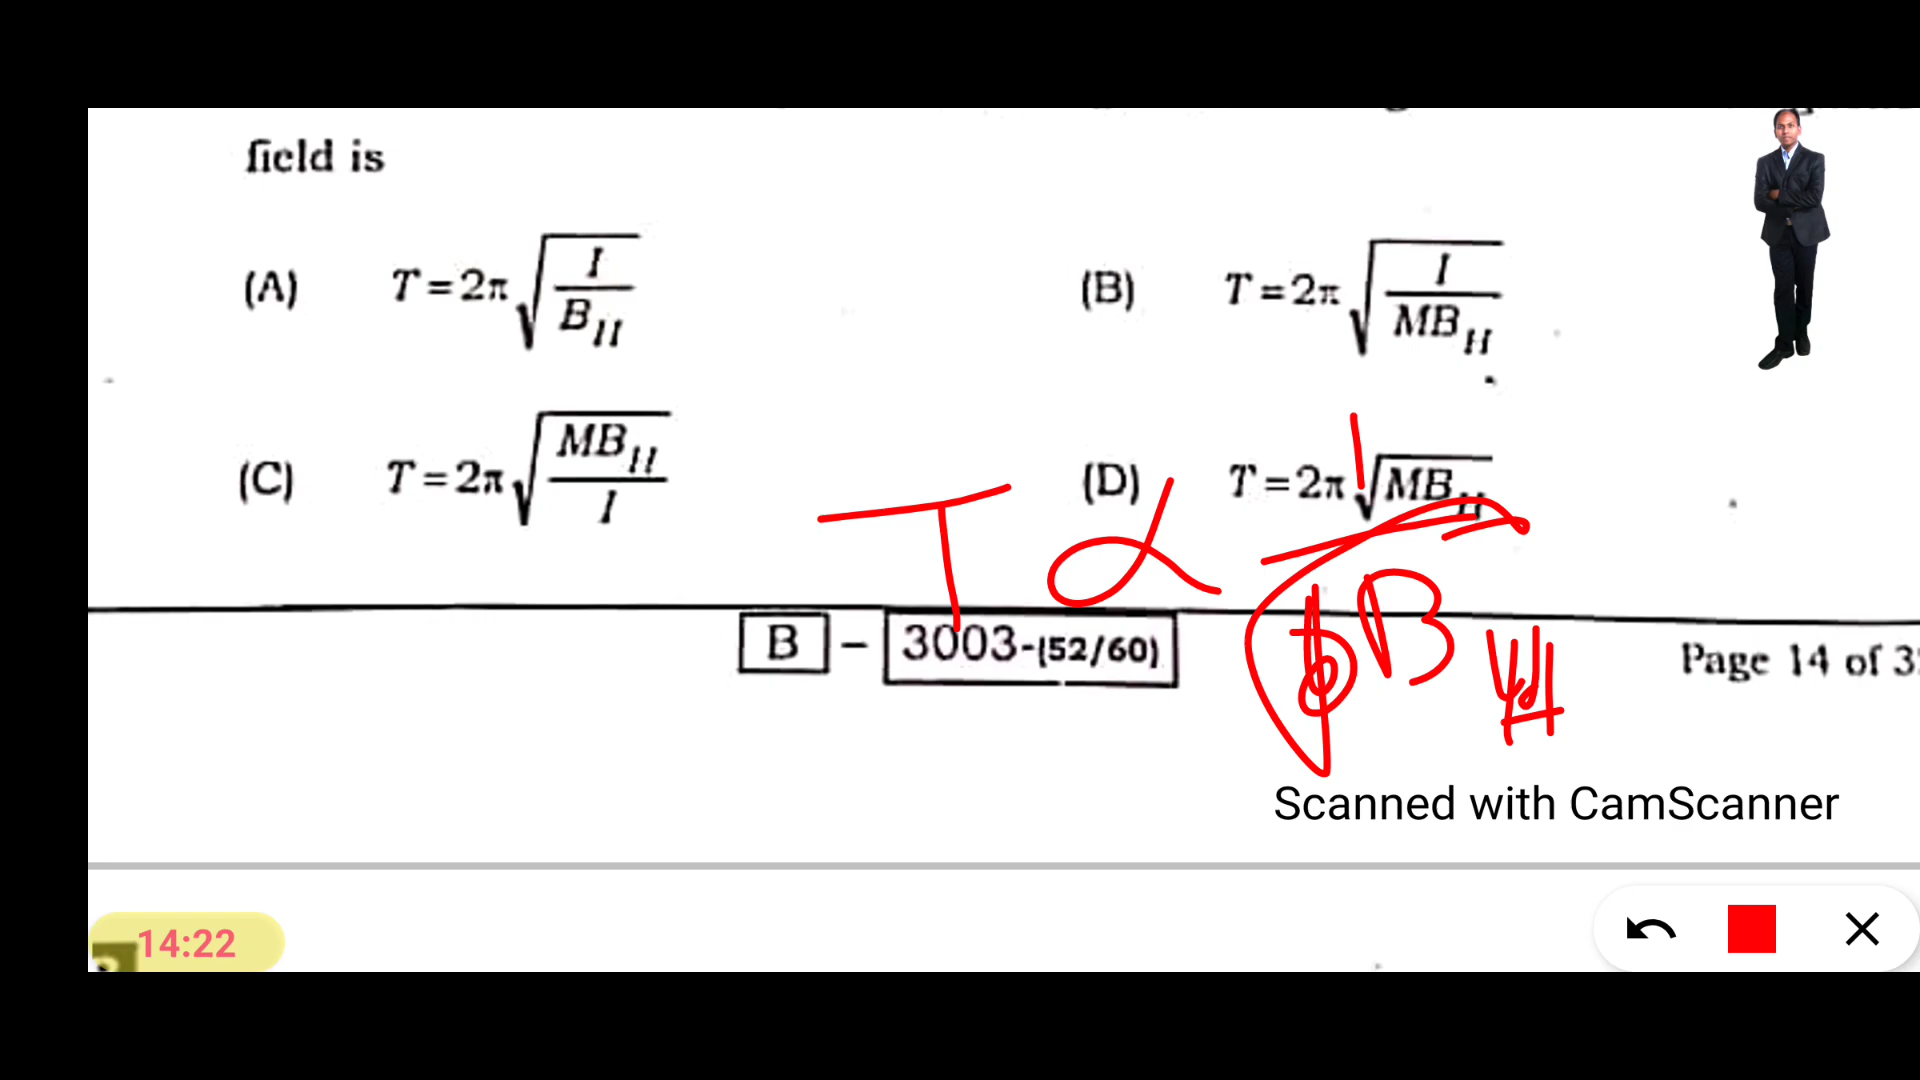 field is
(A) T = 2π √(I / B_H) (B) T = 2π √(I / MB_H)
(C) T = 2π √(MB_H / I) (D) T = 2π √MB_H
T α 1
B H
B - 3003-(52/60) Page 14 of 3
Scanned with CamScanner
14:22